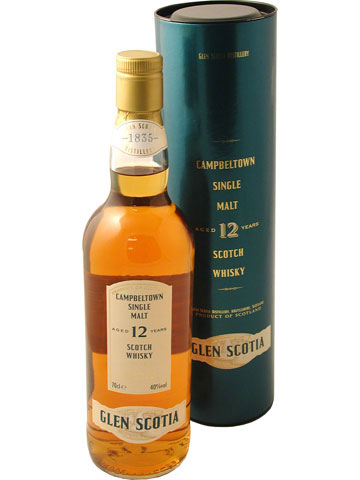 GLEN SCOTIA DISTILLERY
CAMPBELTOWN
SINGLE
MALT
AGED 12 YEARS
SCOTCH
WHISKY
PRODUCT OF SCOTLAND
GLEN SCOTIA
1835
CAMPBELTOWN
SINGLE
MALT
AGED 12 YEARS
SCOTCH
WHISKY
70cl e 40%vol
GLEN SCOTIA